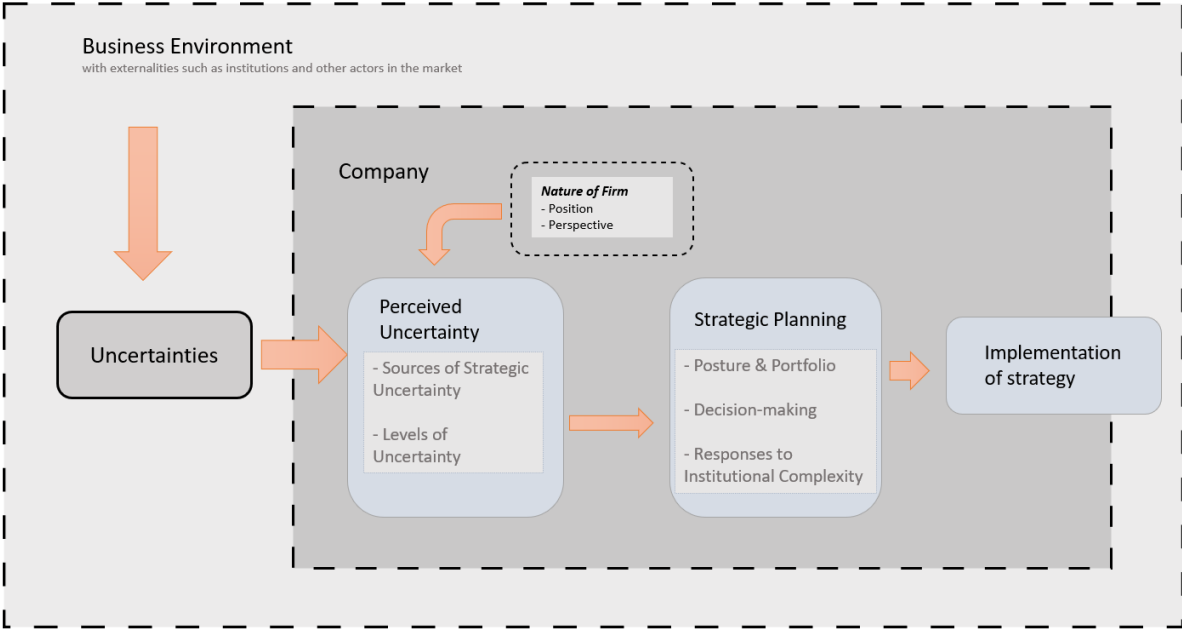 Business Environment
with externalities such as institutions and other actors in the market
Company
Nature of Firm
- Position
- Perspective
Uncertainties
Perceived
Uncertainty
- Sources of Strategic
Uncertainty
- Levels of
Uncertainty
Strategic Planning
- Posture & Portfolio
- Decision-making
- Responses to
Institutional Complexity
Implementation
of strategy